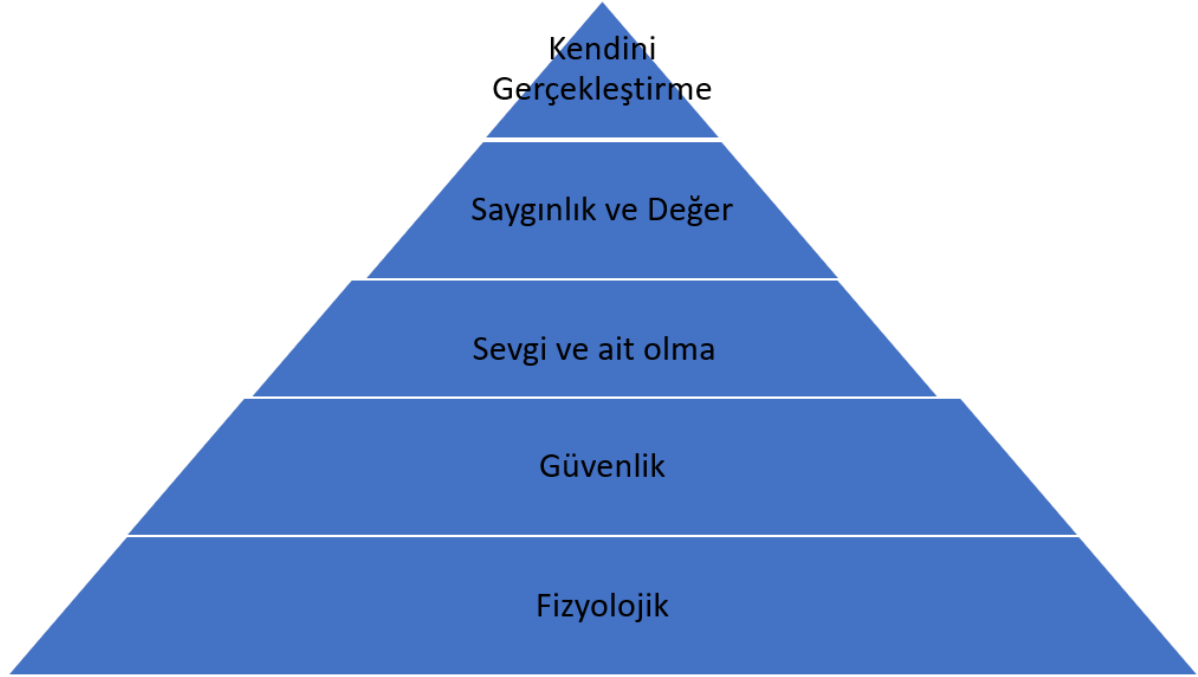 Kendini
Gerçekleştirme
Saygınlık ve Değer
Sevgi ve ait olma
Güvenlik
Fizyolojik